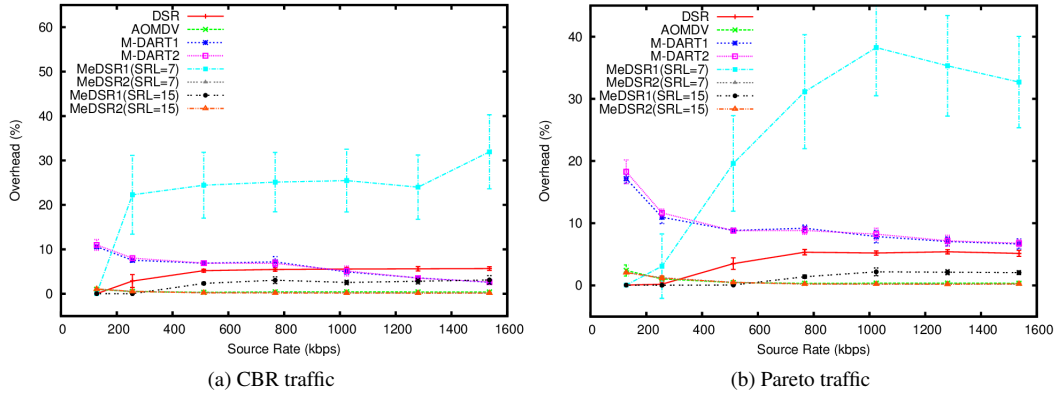 60
50
40
30
20
10
0
Overhead (%)
DSR
AOMDV
M-DART1
M-DART2
MeDSR1(SRL=7)
MeDSR2(SRL=7)
MeDSR1(SRL=15)
MeDSR2(SRL=15)
0 200 400 600 800 1000 1200 1400 1600
Source Rate (kbps)
(a) CBR traffic
40
30
20
10
0
Overhead (%)
DSR
AOMDV
M-DART1
M-DART2
MeDSR1(SRL=7)
MeDSR2(SRL=7)
MeDSR1(SRL=15)
MeDSR2(SRL=15)
0 200 400 600 800 1000 1200 1400 1600
Source Rate (kbps)
(b) Pareto traffic